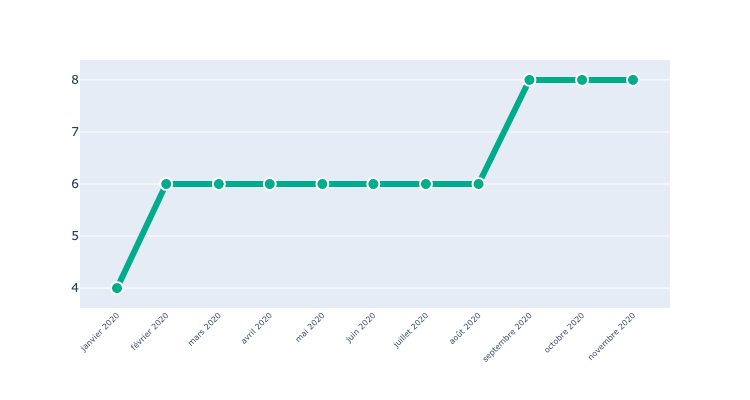 8
7
6
5
4
janvier 2020
février 2020
mars 2020
avril 2020
mai 2020
juin 2020
juillet 2020
août 2020
septembre 2020
octobre 2020
novembre 2020